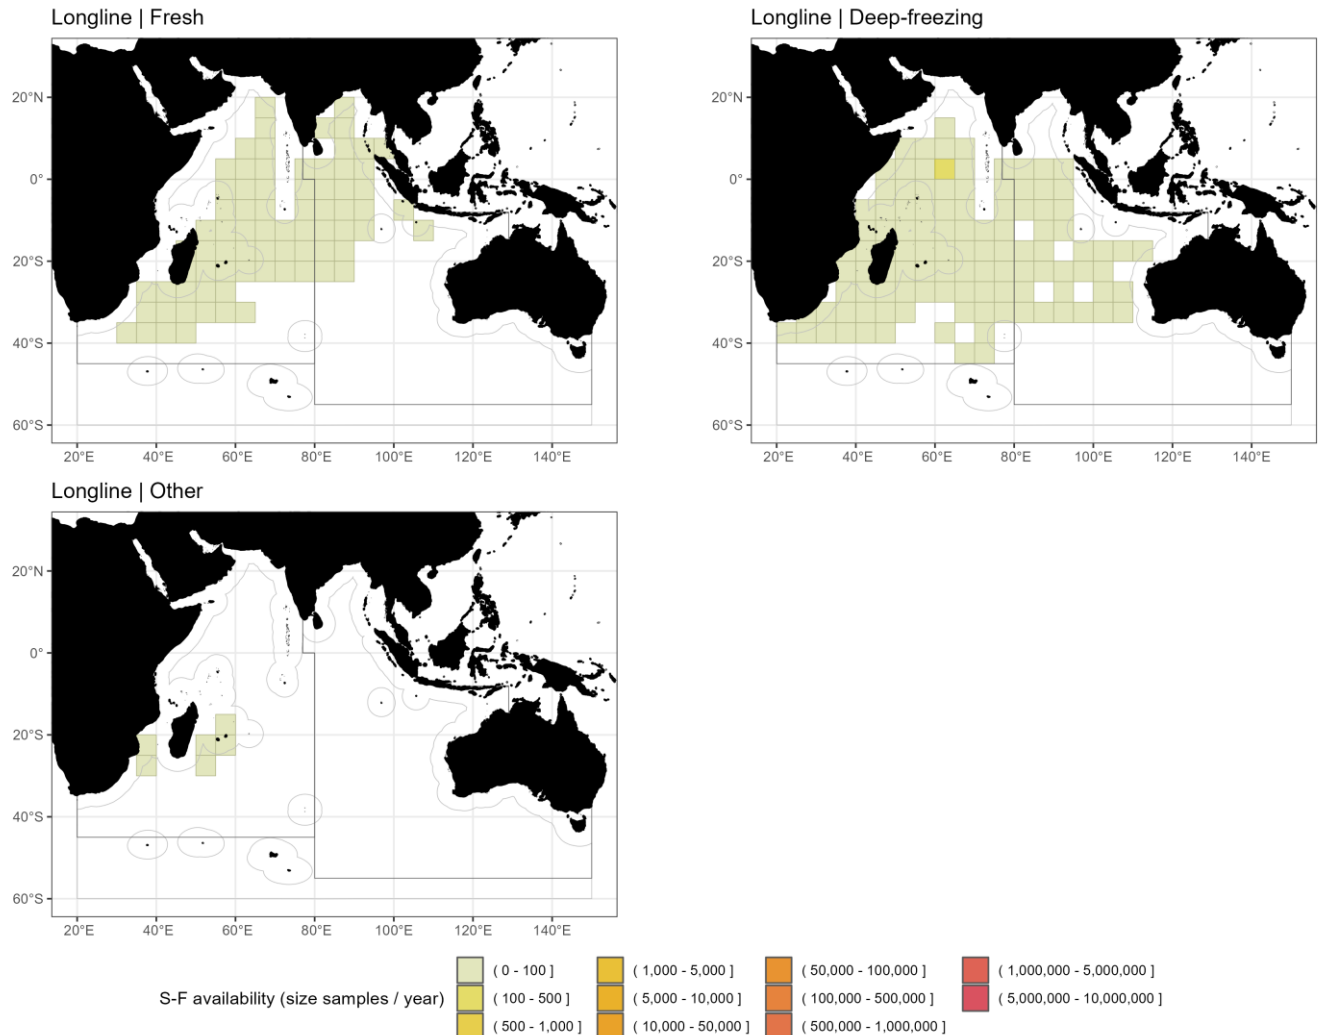 Longline | Fresh
Longline | Deep-freezing
20°N
0°
20°S
40°S
60°S
20°E 40°E 60°E 80°E 100°E 120°E 140°E
20°N
0°
20°S
40°S
60°S
20°E 40°E 60°E 80°E 100°E 120°E 140°E
Longline | Other
20°N
0°
20°S
40°S
60°S
20°E 40°E 60°E 80°E 100°E 120°E 140°E
S-F availability (size samples / year)
( 0 - 100 ]
( 100 - 500 ]
( 500 - 1,000 ]
( 1,000 - 5,000 ]
( 5,000 - 10,000 ]
( 10,000 - 50,000 ]
( 50,000 - 100,000 ]
( 100,000 - 500,000 ]
( 500,000 - 1,000,000 ]
( 1,000,000 - 5,000,000 ]
( 5,000,000 - 10,000,000 ]